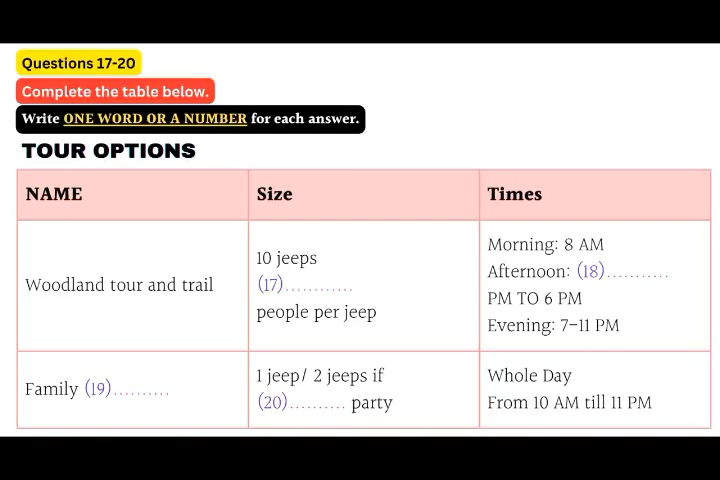 Questions 17-20
Complete the table below.
Write ONE WORD OR A NUMBER for each answer.
TOUR OPTIONS
NAME
Size
Times
Woodland tour and trail
10 jeeps
(17)............
people per jeep
Morning: 8 AM
Afternoon: (18)...........
PM TO 6 PM
Evening: 7–11 PM
Family (19)..........
1 jeep/ 2 jeeps if
(20).......... party
Whole Day
From 10 AM till 11 PM